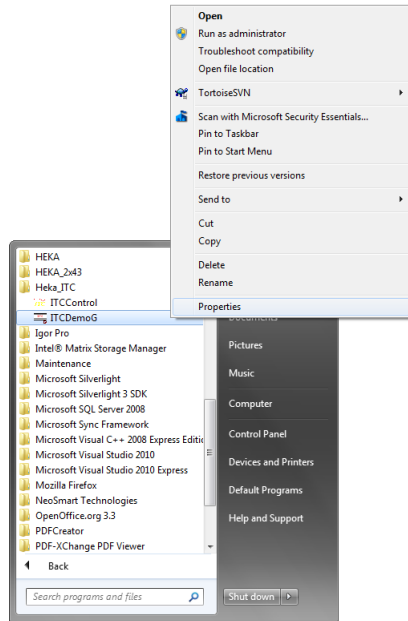 Open
Run as administrator
Troubleshoot compatibility
Open file location
TortoiseSVN
Scan with Microsoft Security Essentials...
Pin to Taskbar
Pin to Start Menu
Restore previous versions
Send to
Cut
Copy
Delete
Rename
Properties
HEKA
HEKA_2x43
Heka_ITC
ITCControl
ITCDemoG
Igor Pro
Intel® Matrix Storage Manager
Maintenance
Microsoft Silverlight
Microsoft Silverlight 3 SDK
Microsoft SQL Server 2008
Microsoft Sync Framework
Microsoft Visual C++ 2008 Express Editio
Microsoft Visual Studio 2010
Microsoft Visual Studio 2010 Express
Mozilla Firefox
NeoSmart Technologies
OpenOffice.org 3.3
PDFCreator
PDF-XChange PDF Viewer
Back
Search programs and files
Documents
Pictures
Music
Computer
Control Panel
Devices and Printers
Default Programs
Help and Support
Shut down